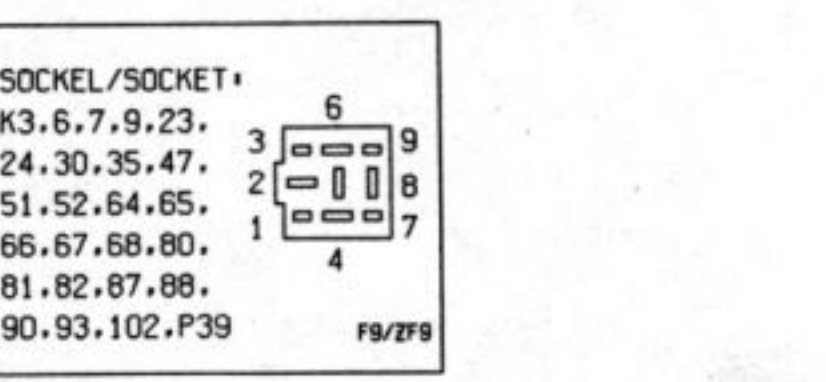 SOCKEL/SOCKET:
K3.6.7.9.23.
24.30.35.47.
51.52.64.65.
66.67.68.80.
81.82.87.88.
90.93.102.P39
6
3 9
2 8
1 7
4
F9/ZF9